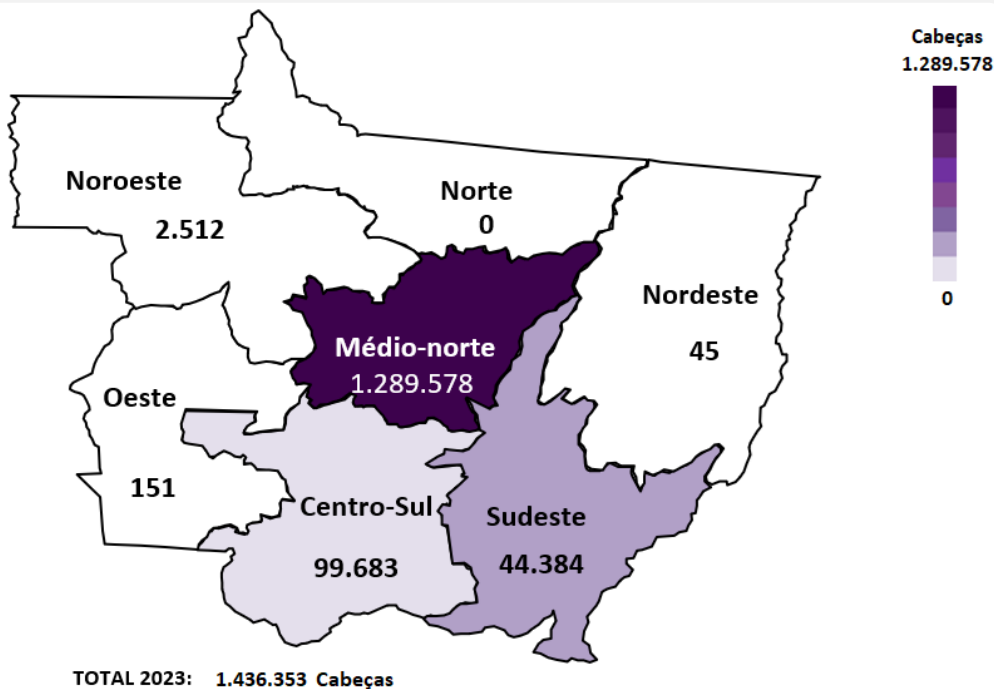 Cabeças
1.289.578
0
Noroeste
2.512
Norte
0
Nordeste
45
Médio-norte
1.289.578
Oeste
151
Centro-Sul
99.683
Sudeste
44.384
TOTAL 2023: 1.436.353 Cabeças